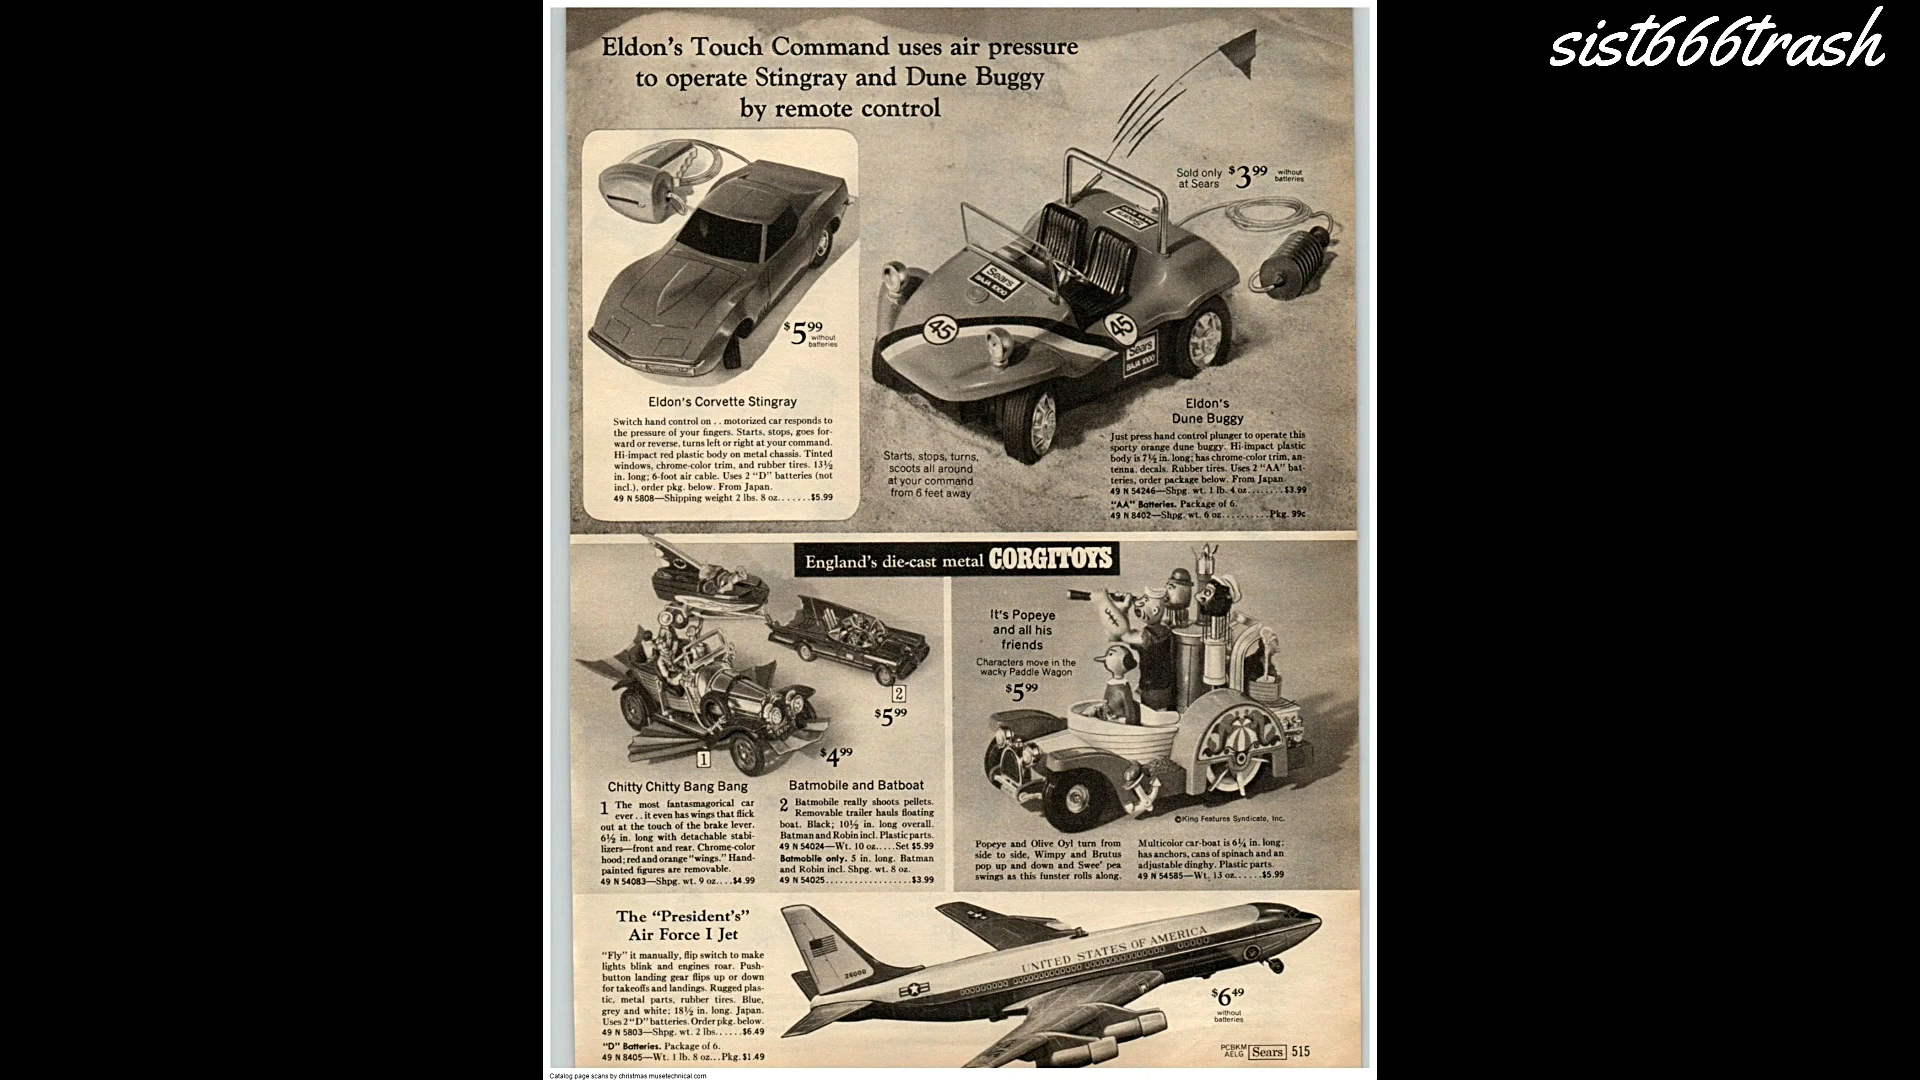 sist666trash
Eldon's Touch Command uses air pressure
to operate Stingray and Dune Buggy
by remote control
Sold only
at Sears
$3.99
without
batteries
Sears
BAJA 1000
45
45
Sears
BAJA 1000
$5.99
without
batteries
Eldon's Corvette Stingray
Switch hand control on . . motorized car responds to
the pressure of your fingers. Starts, stops, goes for-
ward or reverse, turns left or right at your command.
Hi-impact red plastic body on metal chassis. Tinted
windows, chrome-color trim, and rubber tires. 13½
in. long; 6-foot air cable. Uses 2 "D" batteries (not
incl.), order pkg. below. From Japan.
49 N 5808—Shipping weight 2 lbs. 8 oz.......$5.99
Starts, stops, turns,
scoots all around
at your command
from 6 feet away
Eldon's
Dune Buggy
Just press hand control plunger to operate this
sporty orange dune buggy. Hi-impact plastic
body is 7½ in. long; has chrome-color trim, an-
tenna, decals. Rubber tires. Uses 2 "AA" bat-
teries, order package below. From Japan.
49 N 54246—Shpg. wt. 1 lb. 4 oz........$3.99
"AA" Batteries. Package of 6.
49 N 8402—Shpg. wt. 6 oz..........Pkg. 99c
England's die-cast metal CORGITOYS
1
2
$5.99
$4.99
Chitty Chitty Bang Bang
1 The most fantasmagorical car
ever . . it even has wings that flick
out at the touch of the brake lever.
6½ in. long with detachable stabi-
lizers—front and rear. Chrome-color
hood; red and orange "wings." Hand-
painted figures are removable.
49 N 54083—Shpg. wt. 9 oz....$4.99
Batmobile and Batboat
2 Batmobile really shoots pellets.
Removable trailer hauls floating
boat. Black; 10½ in. long overall.
Batman and Robin incl. Plastic parts.
49 N 54024—Wt. 10 oz.....Set $5.99
Batmobile only. 5 in. long. Batman
and Robin incl. Shpg. wt. 8 oz.
49 N 54025.................$3.99
It's Popeye
and all his
friends
Characters move in the
wacky Paddle Wagon
$5.99
©King Features Syndicate, Inc.
Popeye and Olive Oyl turn from
side to side, Wimpy and Brutus
pop up and down and Swee' pea
swings as this funster rolls along.
Multicolor car-boat is 6¼ in. long;
has anchors, cans of spinach and an
adjustable dinghy. Plastic parts.
49 N 54585—Wt. 13 oz......$5.99
The "President's"
Air Force I Jet
"Fly" it manually, flip switch to make
lights blink and engines roar. Push-
button landing gear flips up or down
for takeoffs and landings. Rugged plas-
tic, metal parts, rubber tires. Blue,
grey and white; 18½ in. long. Japan.
Uses 2 "D" batteries. Order pkg. below.
49 N 5803—Shpg. wt. 2 lbs......$6.49
"D" Batteries. Package of 6.
49 N 8405—Wt. 1 lb. 8 oz...Pkg. $1.49
26000
UNITED STATES OF AMERICA
$6.49
without
batteries
PCBKM
AELG Sears 515
Catalog page scans by christmas.musetechnical.com